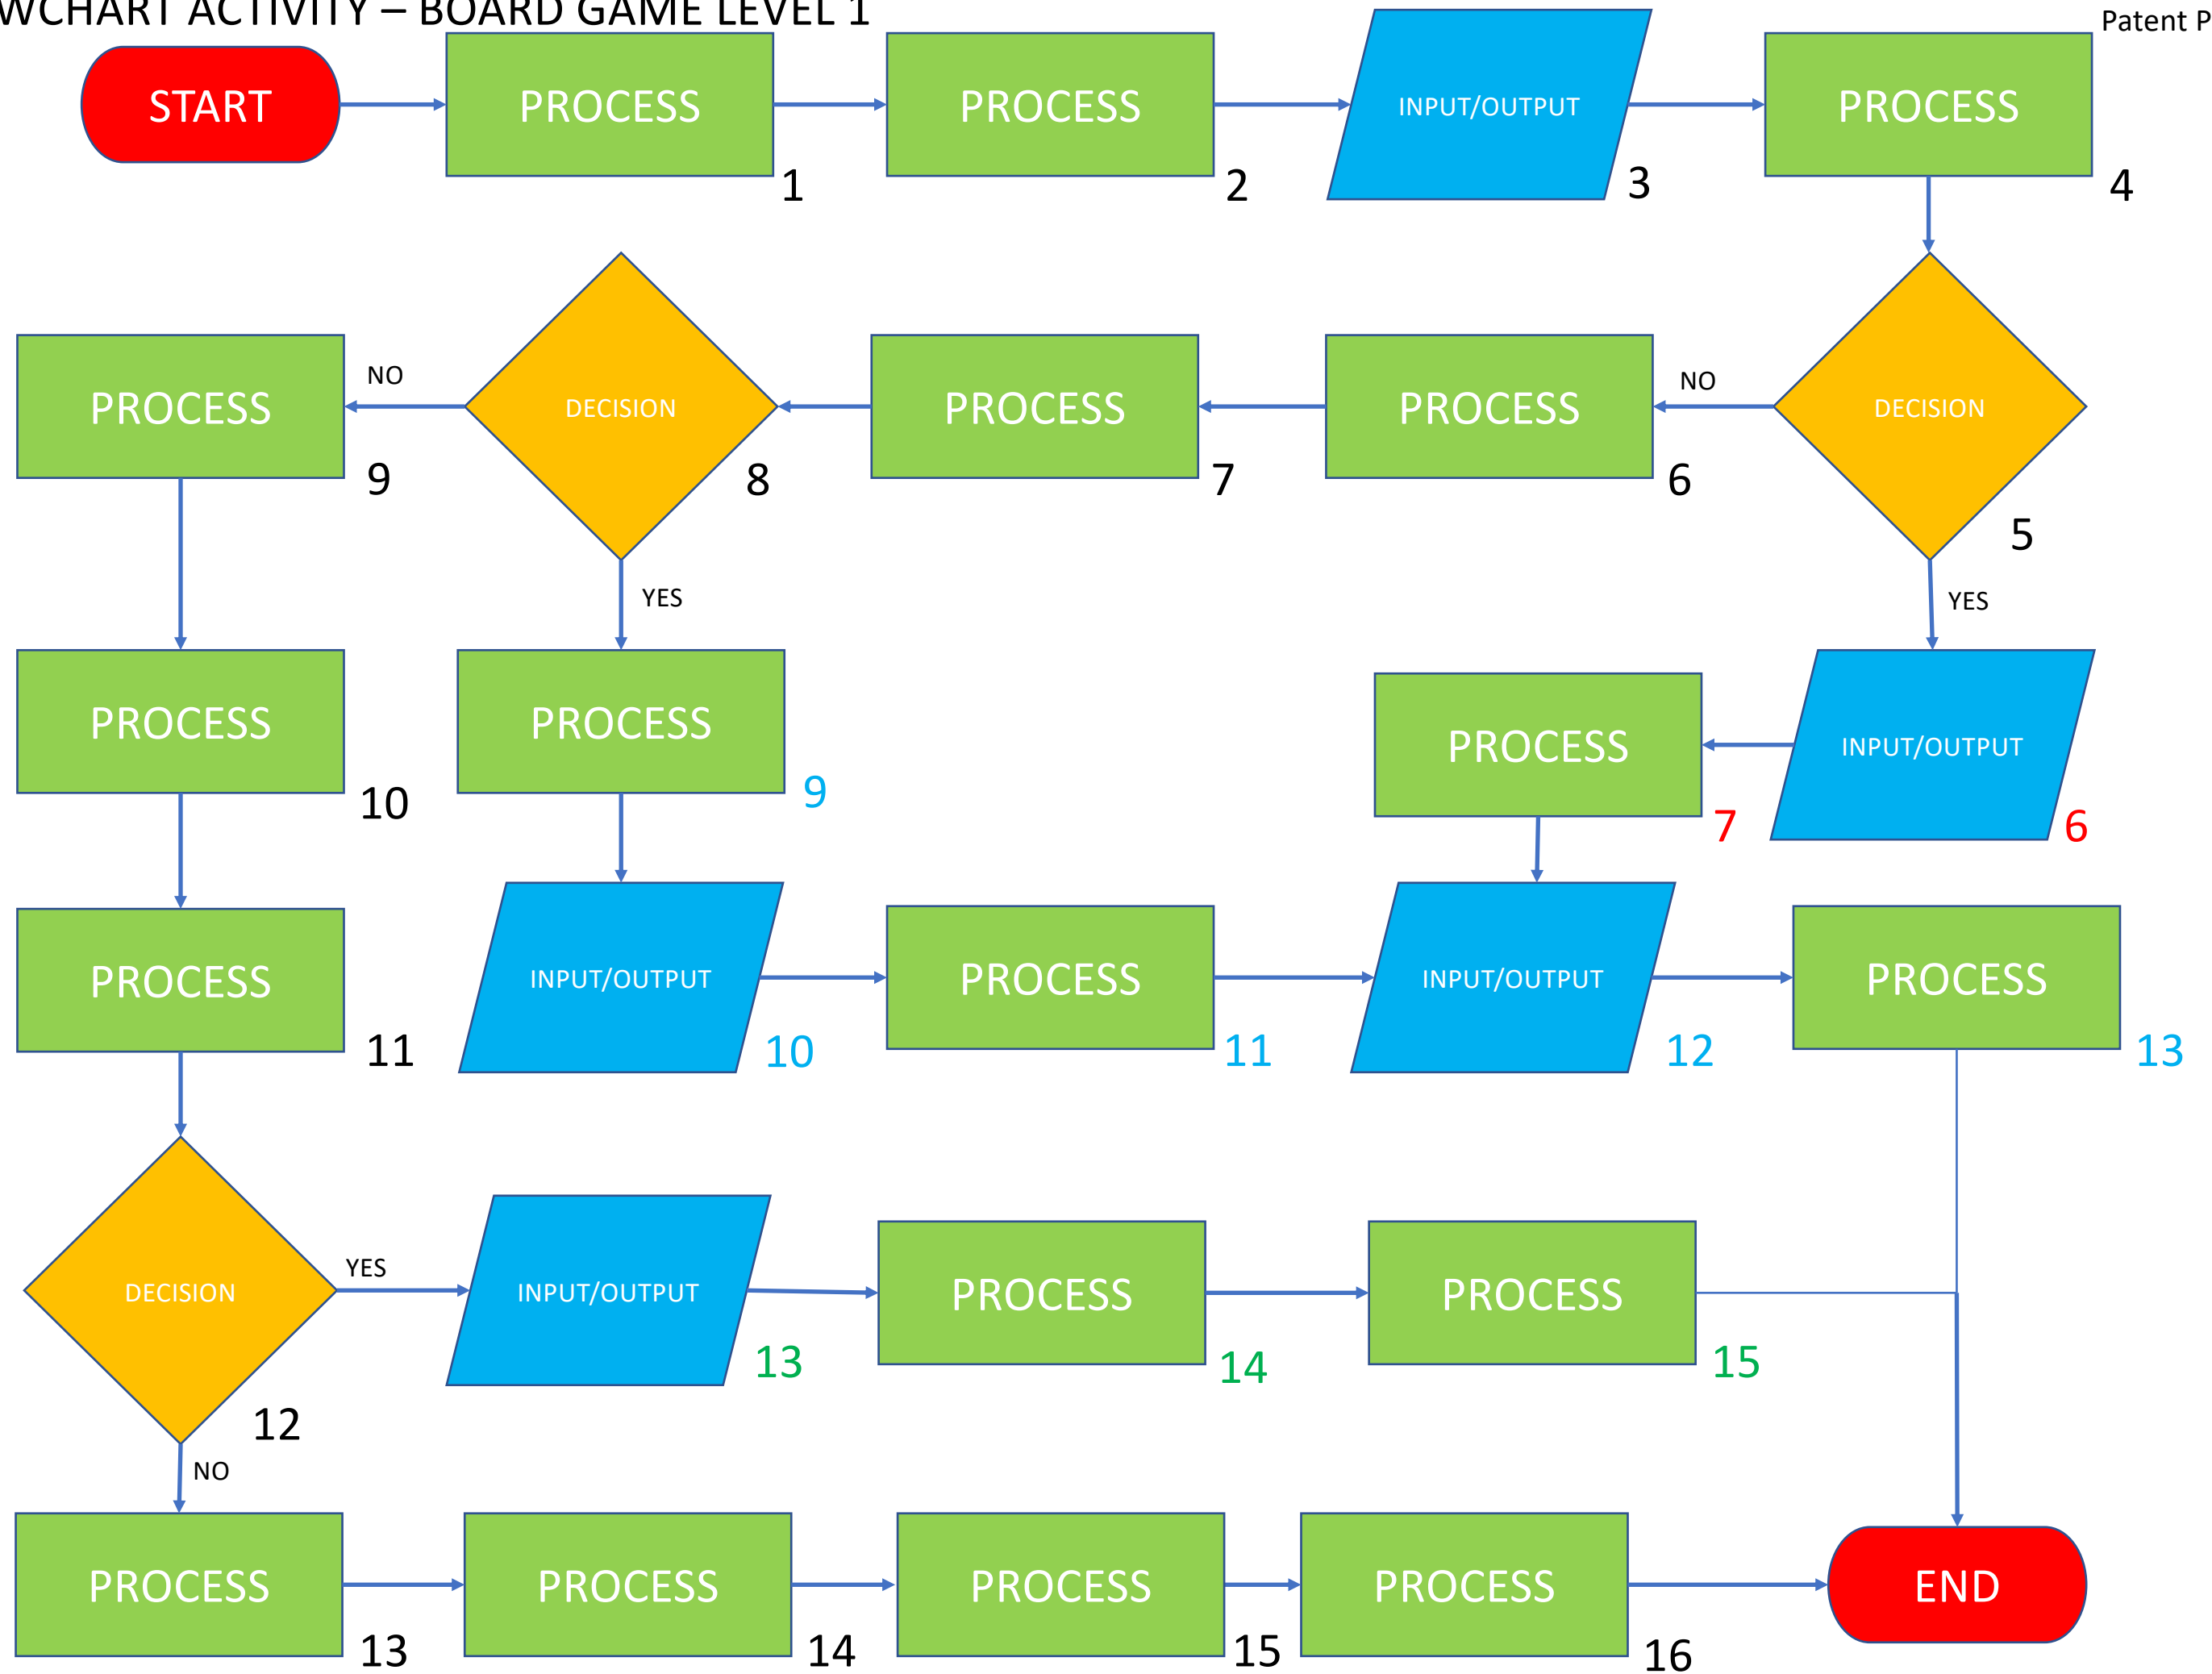 WCHART ACTIVITY – BOARD GAME LEVEL 1
Patent P
START
PROCESS
1
PROCESS
2
INPUT/OUTPUT
3
PROCESS
4
PROCESS
9
NO
DECISION
8
PROCESS
7
PROCESS
6
NO
DECISION
5
YES
YES
PROCESS
10
PROCESS
9
PROCESS
7
INPUT/OUTPUT
6
PROCESS
11
INPUT/OUTPUT
10
PROCESS
11
INPUT/OUTPUT
12
PROCESS
13
DECISION
12
YES
INPUT/OUTPUT
13
PROCESS
14
PROCESS
15
NO
PROCESS
13
PROCESS
14
PROCESS
15
PROCESS
16
END